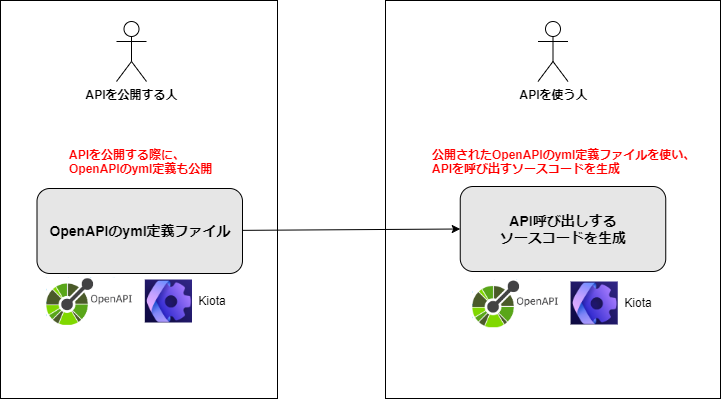 APIを公開する人
APIを公開する際に、
OpenAPIのyml定義も公開
OpenAPIのyml定義ファイル
OpenAPI
Kiota
APIを使う人
公開されたOpenAPIのyml定義ファイルを使い、
APIを呼び出すソースコードを生成
API呼び出しする
ソースコードを生成
OpenAPI
Kiota